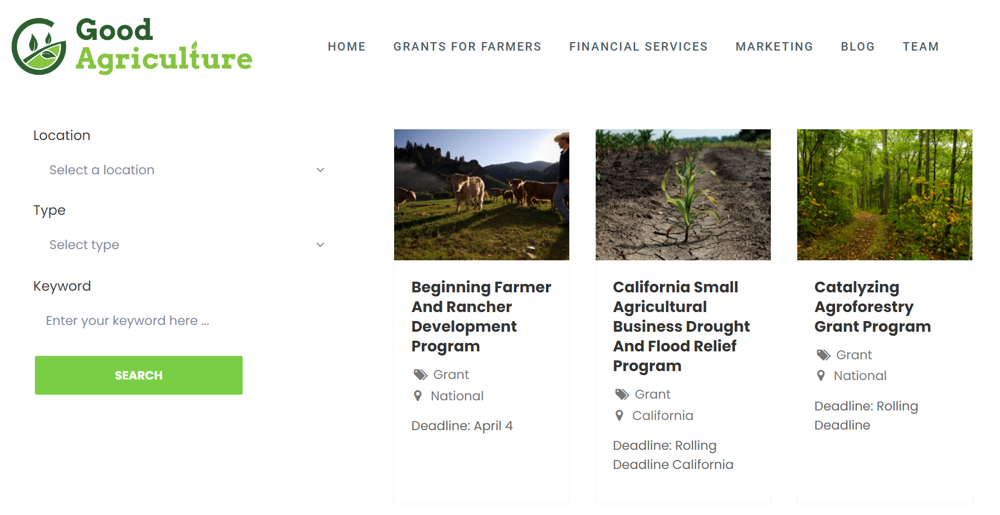 Good
Agriculture
HOME GRANTS FOR FARMERS FINANCIAL SERVICES MARKETING BLOG TEAM
Location
Select a location
Type
Select type
Keyword
Enter your keyword here ...
SEARCH
Beginning Farmer
And Rancher
Development
Program
Grant
National
Deadline: April 4
California Small
Agricultural
Business Drought
And Flood Relief
Program
Grant
California
Deadline: Rolling
Deadline California
Catalyzing
Agroforestry
Grant Program
Grant
National
Deadline: Rolling
Deadline